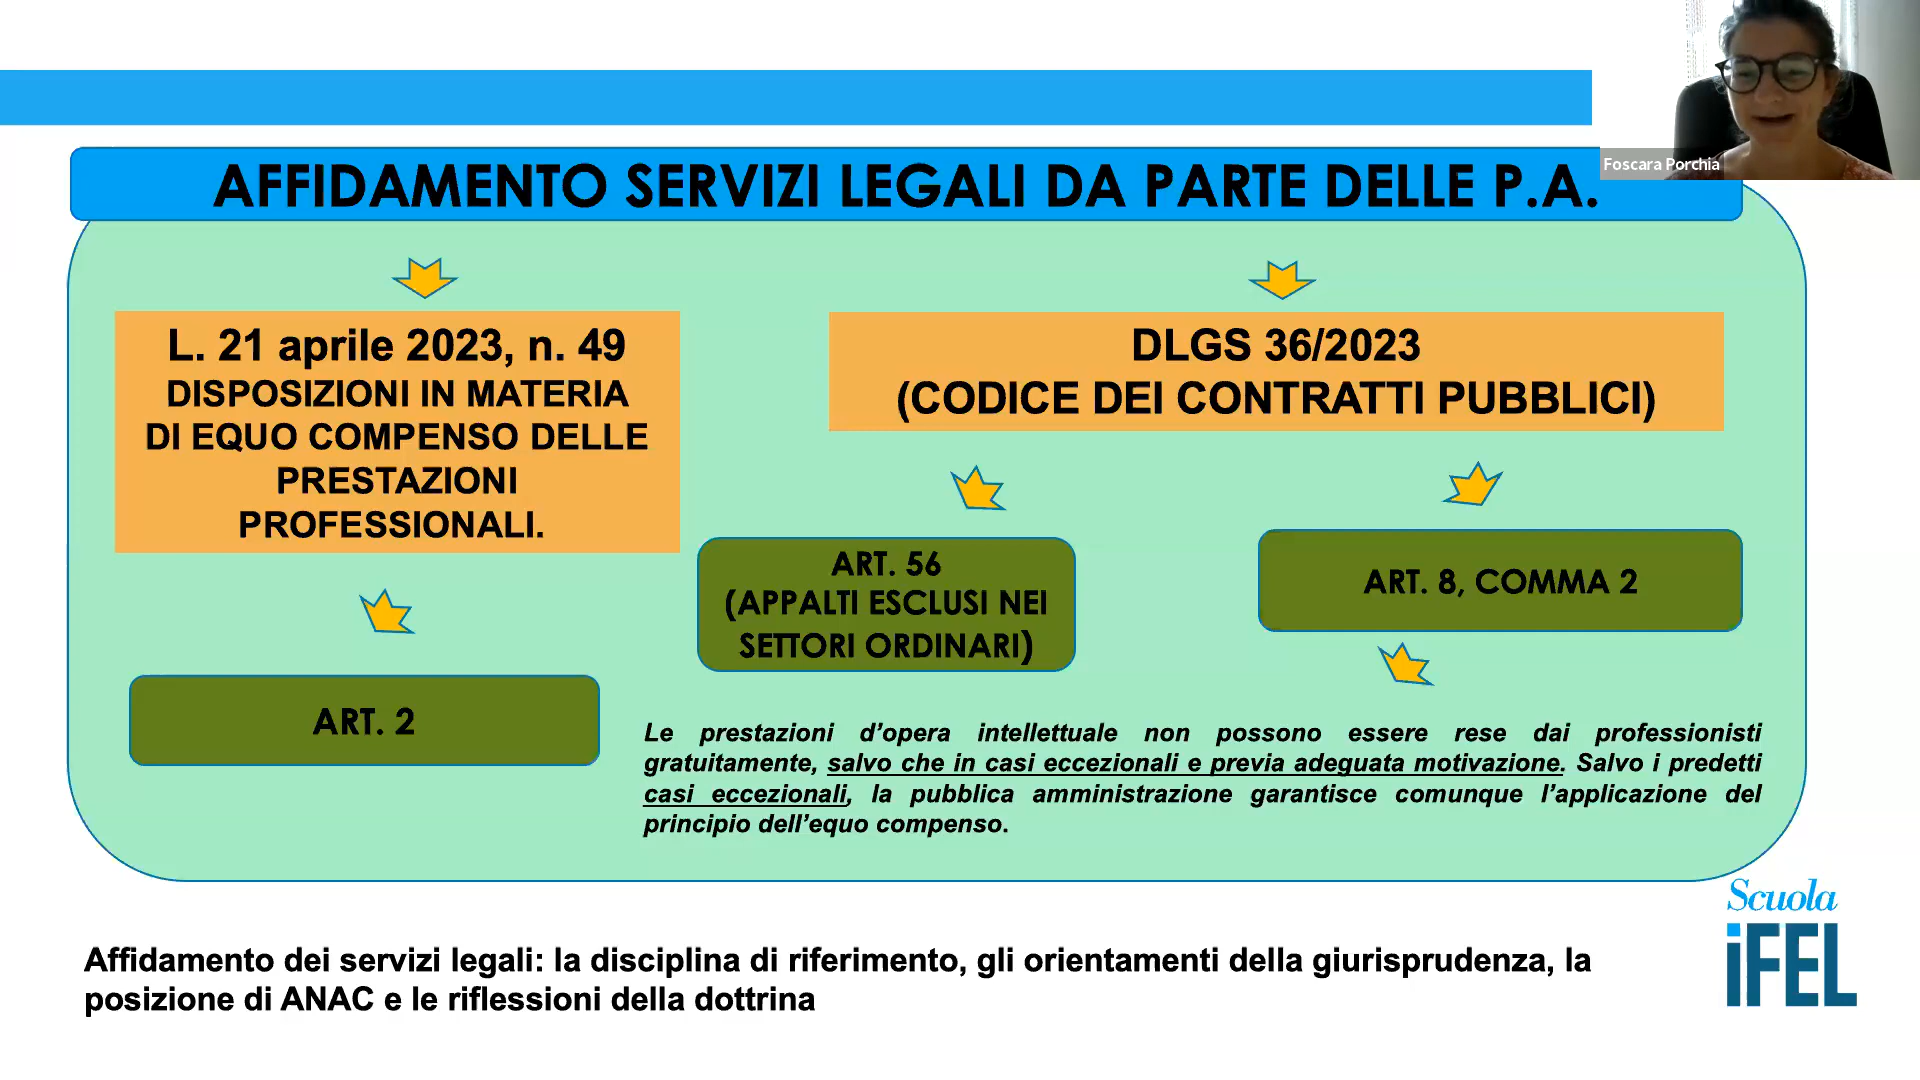 Foscara Porchia
AFFIDAMENTO SERVIZI LEGALI DA PARTE DELLE P.A.
L. 21 aprile 2023, n. 49
DISPOSIZIONI IN MATERIA
DI EQUO COMPENSO DELLE
PRESTAZIONI
PROFESSIONALI.
ART. 2
DLGS 36/2023
(CODICE DEI CONTRATTI PUBBLICI)
ART. 56
(APPALTI ESCLUSI NEI
SETTORI ORDINARI)
ART. 8, COMMA 2
Le prestazioni d’opera intellettuale non possono essere rese dai professionisti
gratuitamente, salvo che in casi eccezionali e previa adeguata motivazione. Salvo i predetti
casi eccezionali, la pubblica amministrazione garantisce comunque l’applicazione del
principio dell’equo compenso.
Affidamento dei servizi legali: la disciplina di riferimento, gli orientamenti della giurisprudenza, la
posizione di ANAC e le riflessioni della dottrina
Scuola
iFEL